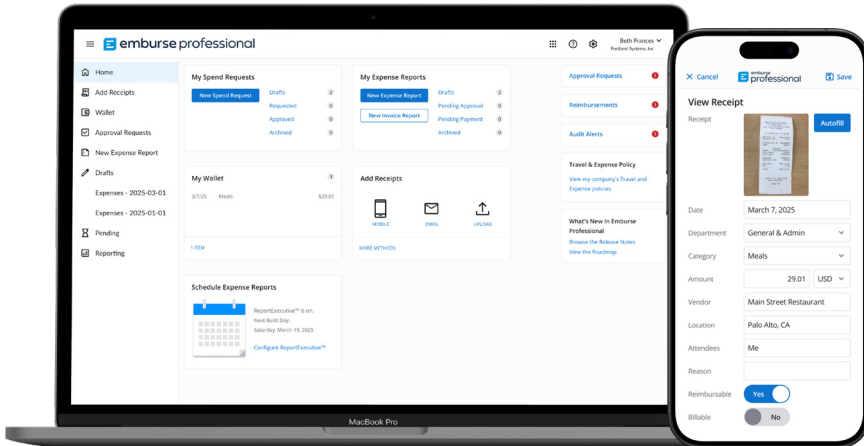 emburse professional
Beth Frances
Portland Systems, Inc
Home
Add Receipts
Wallet
Approval Requests
New Expense Report
Drafts
Expenses - 2025-03-01
Expenses - 2025-01-01
Pending
Reporting
My Spend Requests
New Spend Request
Drafts 2
Requested 0
Approved 0
Archived 0
My Expense Reports
New Expense Report
New Invoice Report
Drafts 2
Pending Approval 0
Pending Payment 0
Archived 0
Approval Requests
Reimbursements
Audit Alerts
My Wallet 1
3/7/25 Meals $29.01
1 ITEM
Add Receipts
MOBILE EMAIL UPLOAD
MORE METHODS
Travel & Expense Policy
View my company's Travel and
Expense policies
What's New In Emburse
Professional
Browse the Release Notes
View the Roadmap
Schedule Expense Reports
ReportExecutive™ is on.
Next Build Day:
Saturday, March 15, 2025
Configure ReportExecutive™
MacBook Pro
Cancel
emburse
professional
Save
View Receipt
Receipt
Autofill
Date March 7, 2025
Department General & Admin
Category Meals
Amount 29.01 USD
Vendor Main Street Restaurant
Location Palo Alto, CA
Attendees Me
Reason
Reimbursable Yes
Billable No